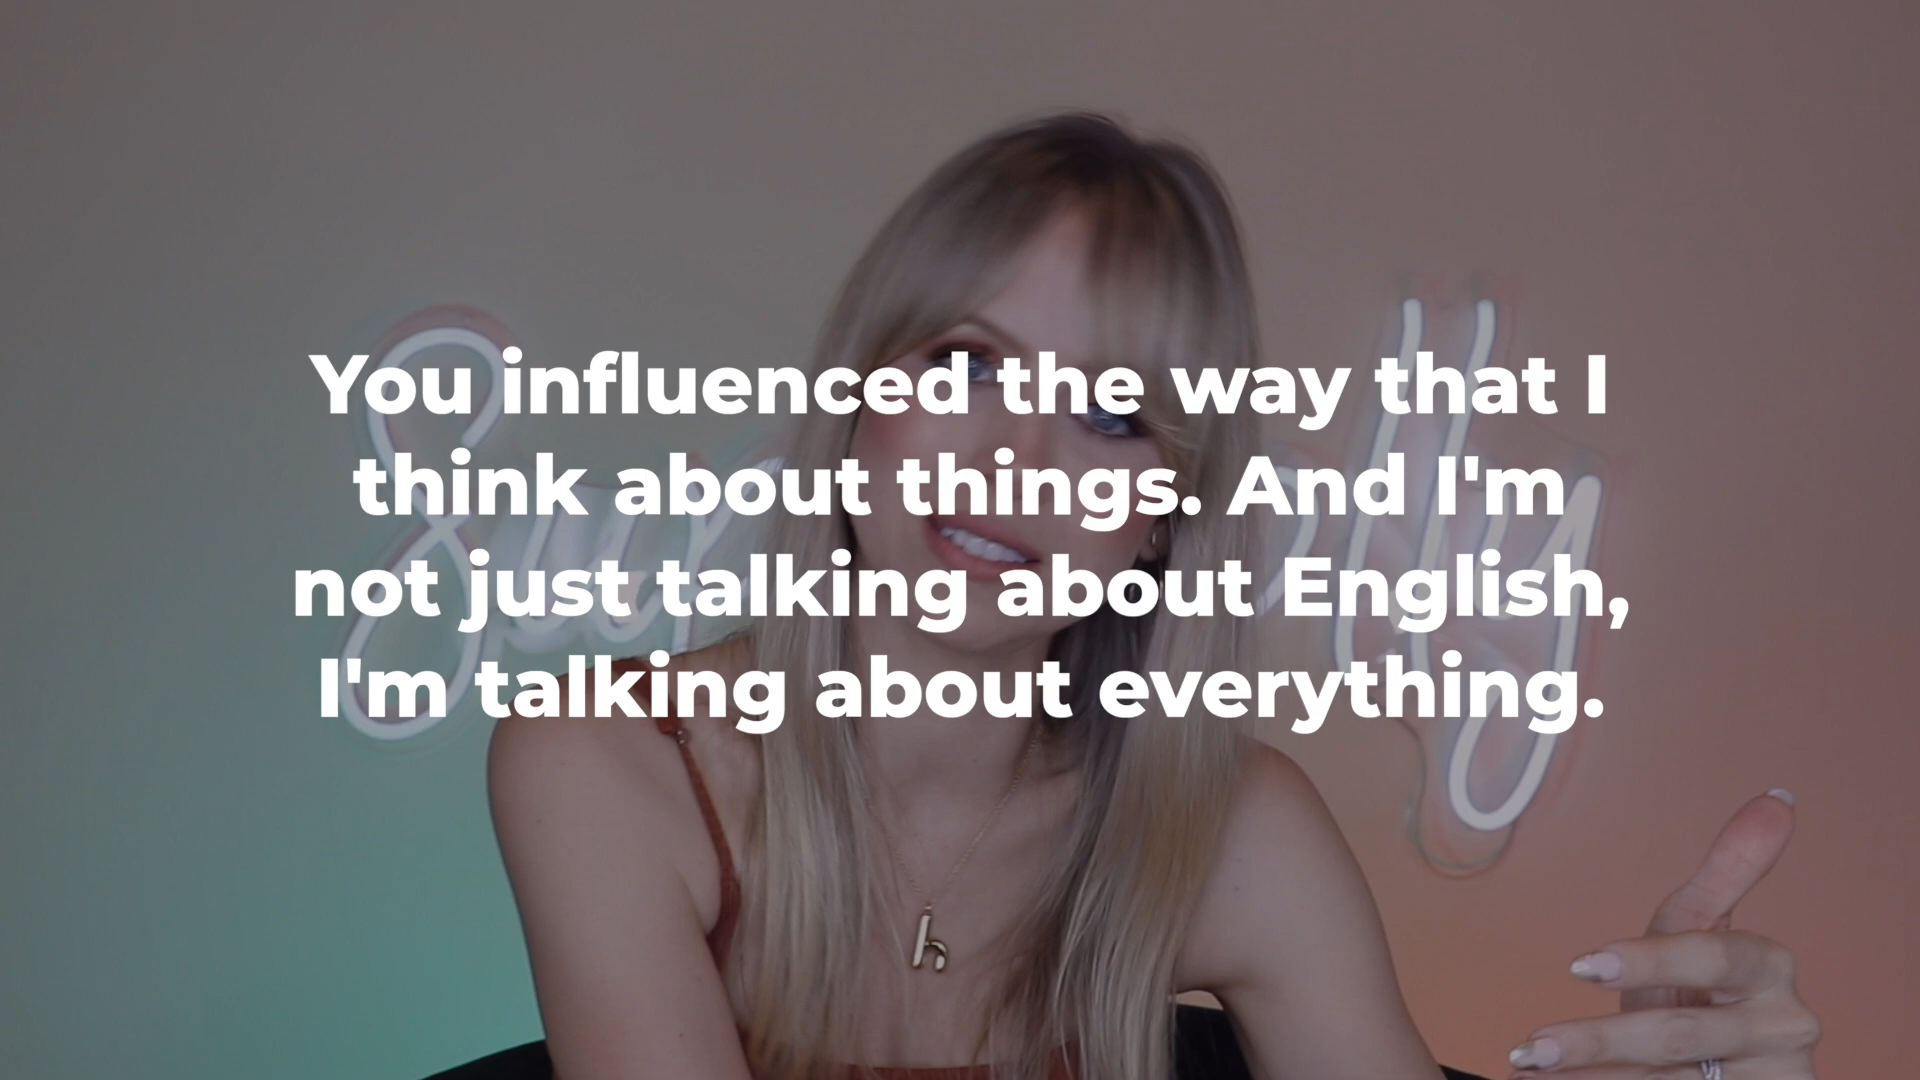 You influenced the way that I
think about things. And I'm
not just talking about English,
I'm talking about everything.
h